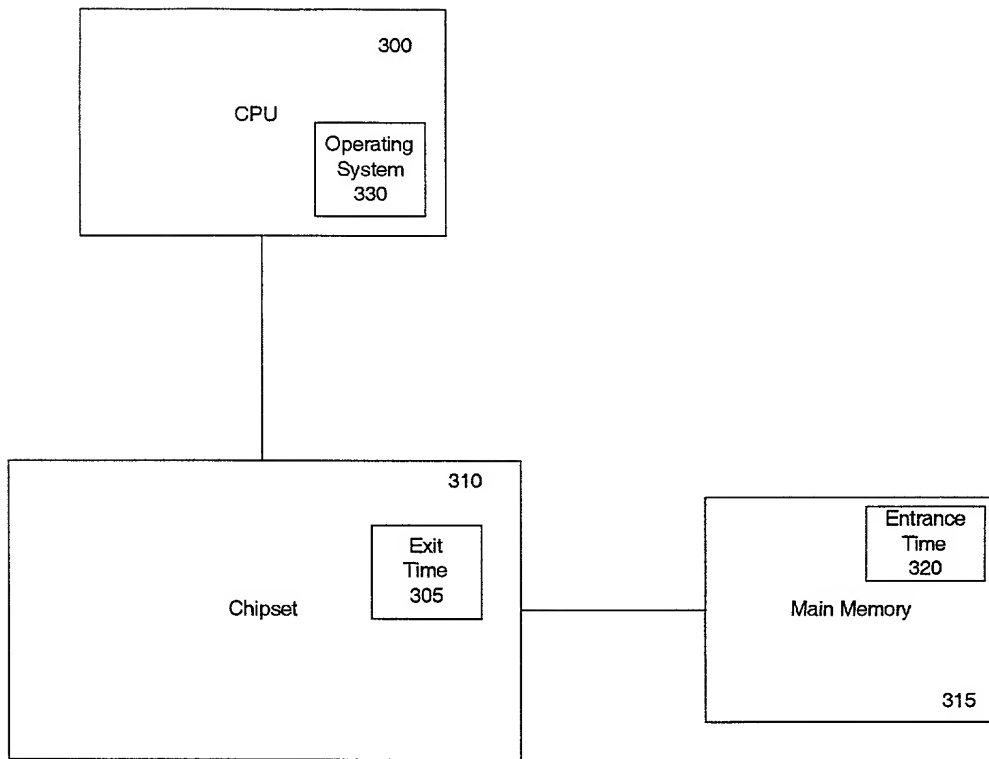 300
CPU
Operating
System
330
310
Exit
Time
305
Chipset
Entrance
Time
320
Main Memory
315